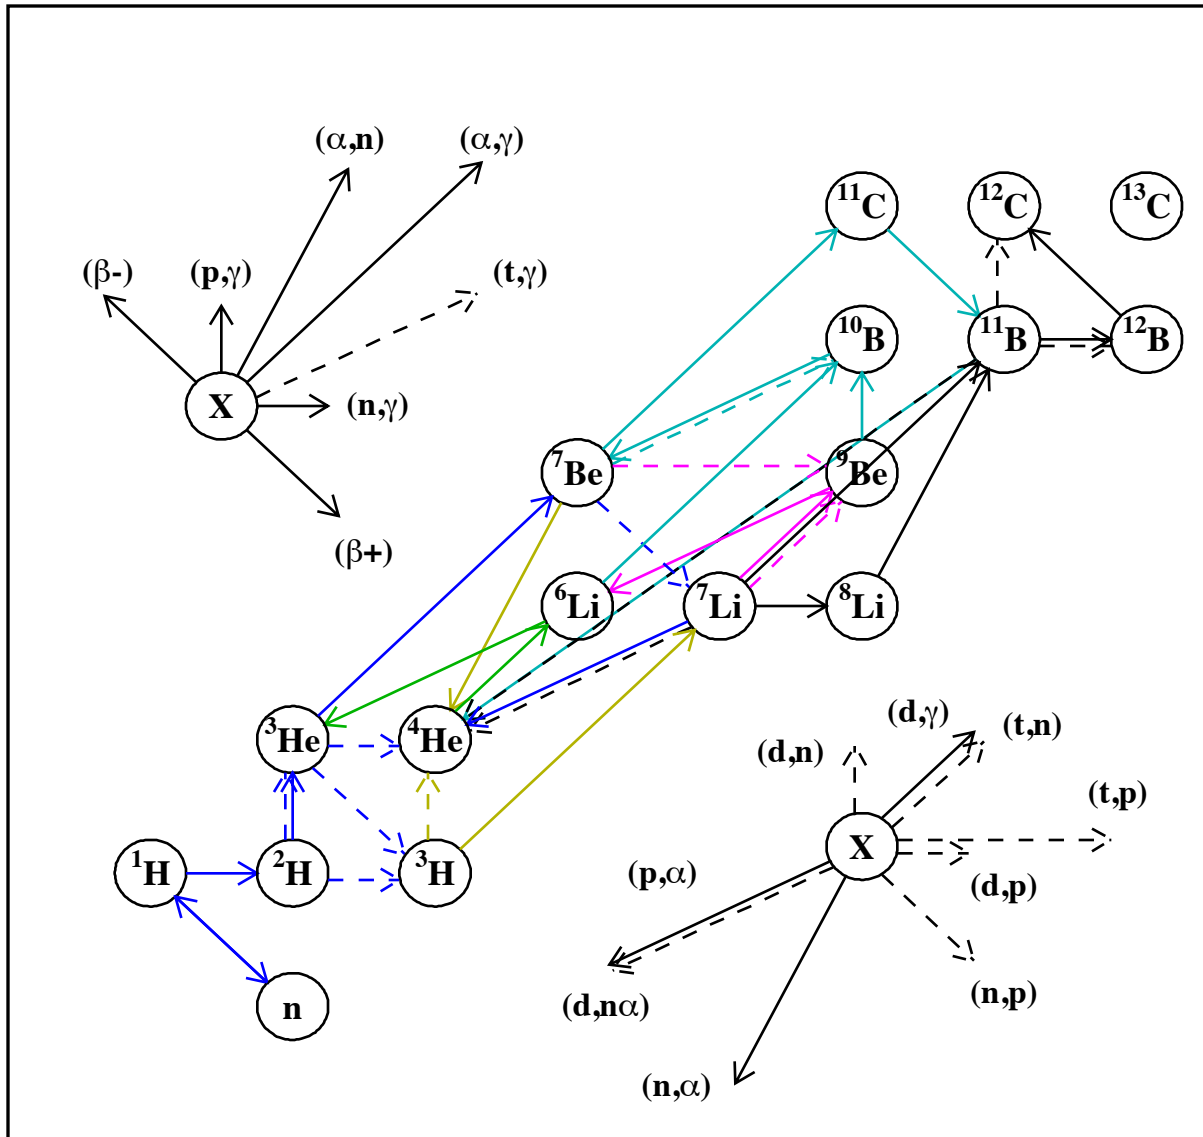 (α,n) (α,γ)
¹¹C ¹²C ¹³C
(β-) (p,γ) (t,γ)
¹⁰B ¹¹B ¹²B
X (n,γ)
⁷Be ⁹Be
(β+)
⁶Li ⁷Li ⁸Li
³He ⁴He
(d,γ) (t,n)
(d,n)
(t,p)
X
¹H ²H ³H
(p,α) (d,p)
n
(d,nα) (n,p)
(n,α)